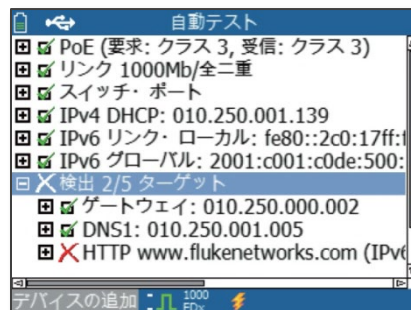 自動テスト
PoE (要求: クラス 3, 受信: クラス 3)
リンク 1000Mb/全二重
スイッチ・ポート
IPv4 DHCP: 010.250.001.139
IPv6 リンク・ローカル: fe80::2c0:17ff:f
IPv6 グローバル: 2001:c001:c0de:500:
検出 2/5 ターゲット
ゲートウェイ: 010.250.000.002
DNS1: 010.250.001.005
HTTP www.flukenetworks.com (IPv6
デバイスの追加 1000 FDx